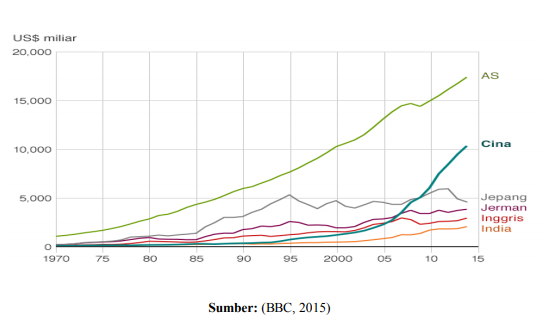 US$ miliar
20,000
AS
15,000
Cina
10,000
Jepang
5,000
Jerman
Inggris
India
0
1970 75 80 85 90 95 2000 05 10 15
Sumber: (BBC, 2015)